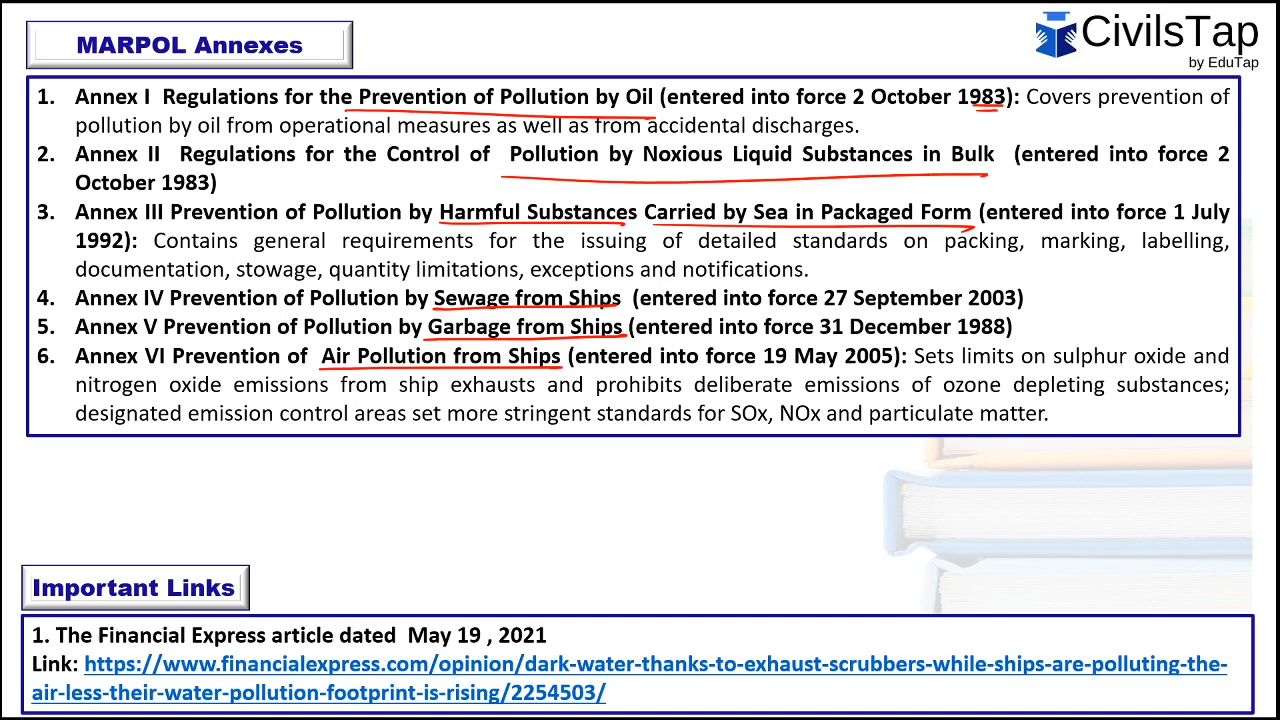 MARPOL Annexes
CivilsTap
by EduTap
1. Annex I Regulations for the Prevention of Pollution by Oil (entered into force 2 October 1983): Covers prevention of
pollution by oil from operational measures as well as from accidental discharges.
2. Annex II Regulations for the Control of Pollution by Noxious Liquid Substances in Bulk (entered into force 2
October 1983)
3. Annex III Prevention of Pollution by Harmful Substances Carried by Sea in Packaged Form (entered into force 1 July
1992): Contains general requirements for the issuing of detailed standards on packing, marking, labelling,
documentation, stowage, quantity limitations, exceptions and notifications.
4. Annex IV Prevention of Pollution by Sewage from Ships (entered into force 27 September 2003)
5. Annex V Prevention of Pollution by Garbage from Ships (entered into force 31 December 1988)
6. Annex VI Prevention of Air Pollution from Ships (entered into force 19 May 2005): Sets limits on sulphur oxide and
nitrogen oxide emissions from ship exhausts and prohibits deliberate emissions of ozone depleting substances;
designated emission control areas set more stringent standards for SOx, NOx and particulate matter.
Important Links
1. The Financial Express article dated May 19 , 2021
Link: https://www.financialexpress.com/opinion/dark-water-thanks-to-exhaust-scrubbers-while-ships-are-polluting-the-
air-less-their-water-pollution-footprint-is-rising/2254503/